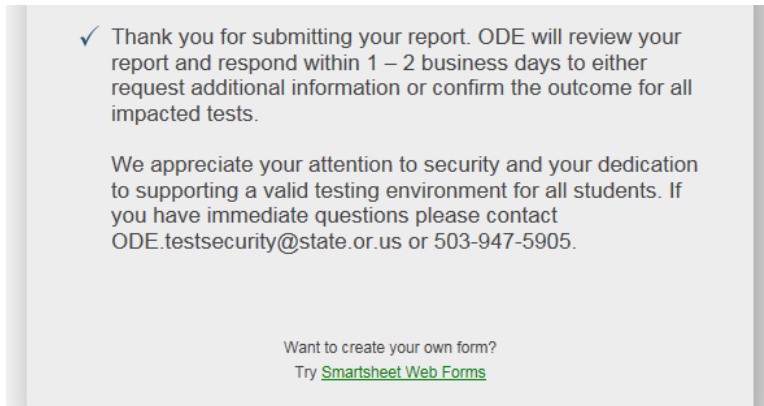 ✓ Thank you for submitting your report. ODE will review your
report and respond within 1 – 2 business days to either
request additional information or confirm the outcome for all
impacted tests.
We appreciate your attention to security and your dedication
to supporting a valid testing environment for all students. If
you have immediate questions please contact
ODE.testsecurity@state.or.us or 503-947-5905.
Want to create your own form?
Try Smartsheet Web Forms